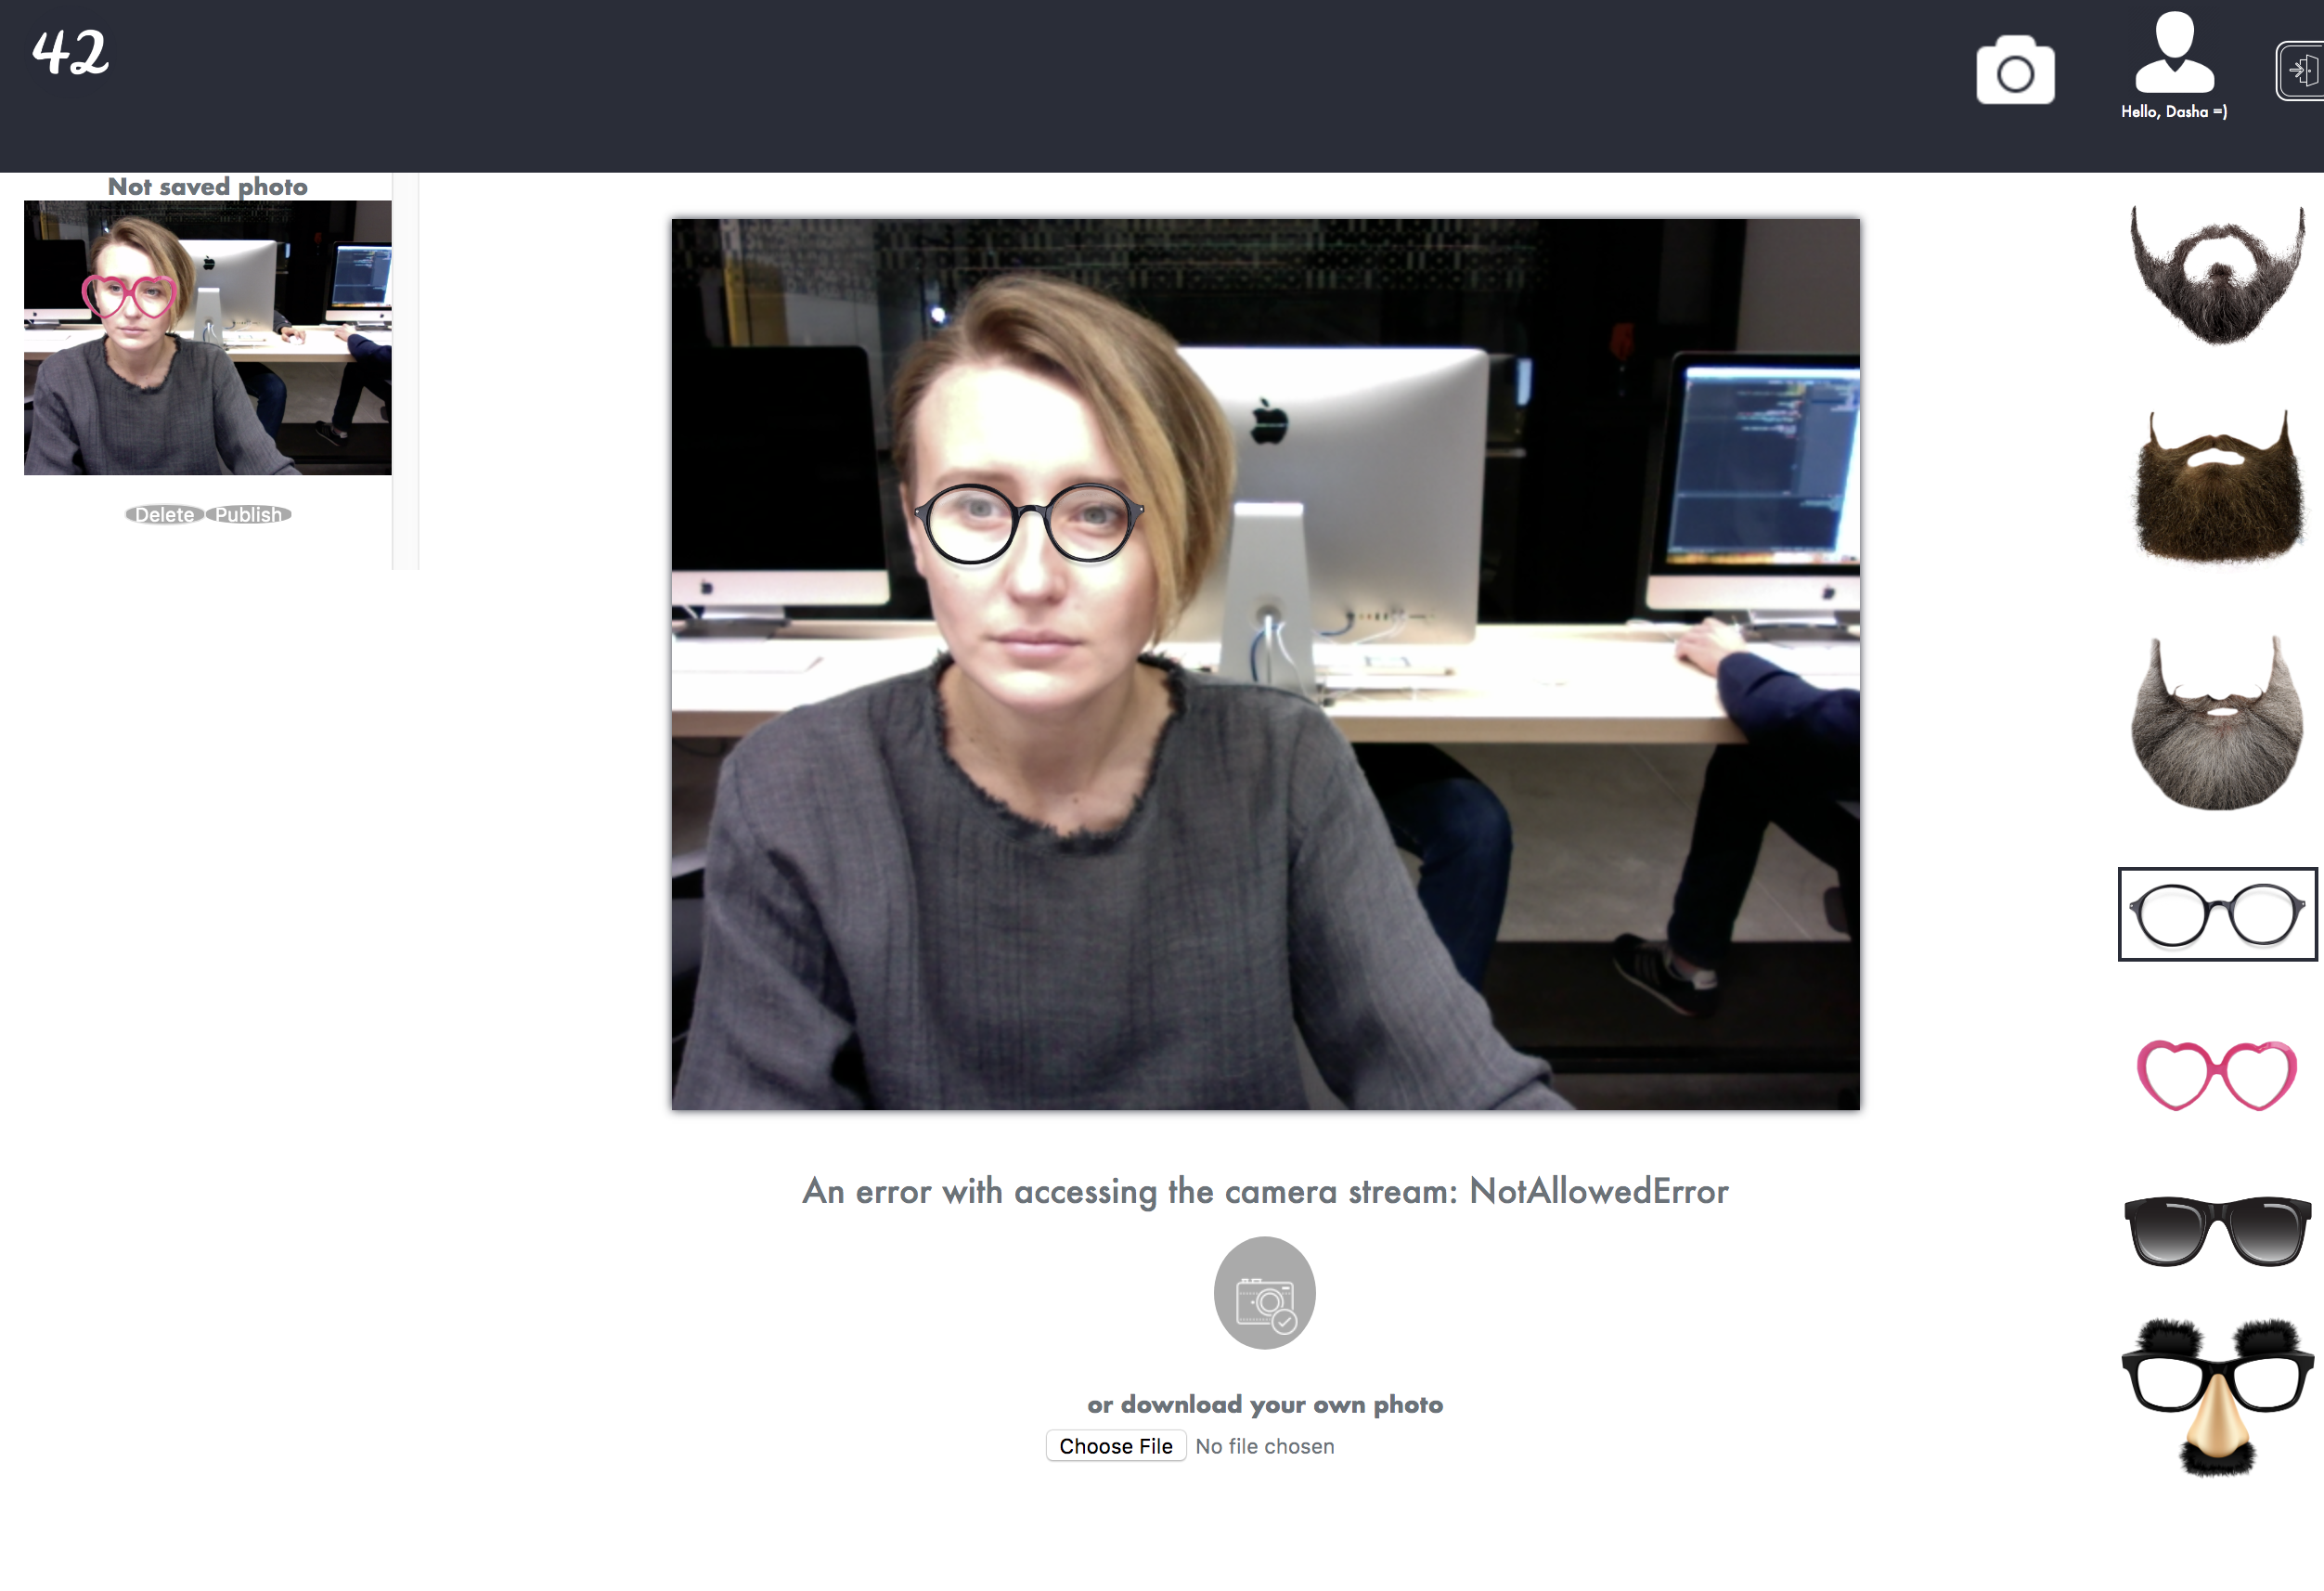 42
Hello, Dasha =)
Not saved photo
Delete Publish
An error with accessing the camera stream: NotAllowedError
or download your own photo
Choose File No file chosen